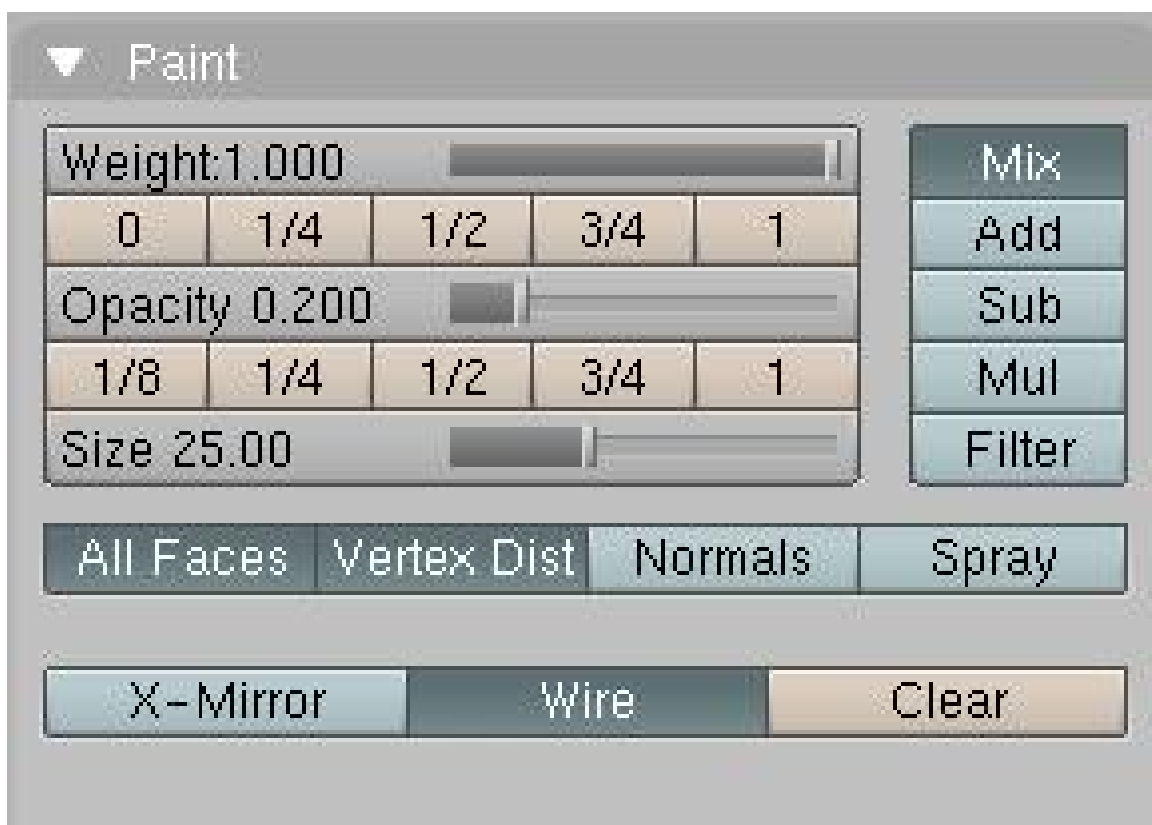 Paint
Weight:1.000
0 1/4 1/2 3/4 1
Opacity 0.200
1/8 1/4 1/2 3/4 1
Size 25.00
Mix
Add
Sub
Mul
Filter
All Faces Vertex Dist Normals Spray
X-Mirror Wire Clear